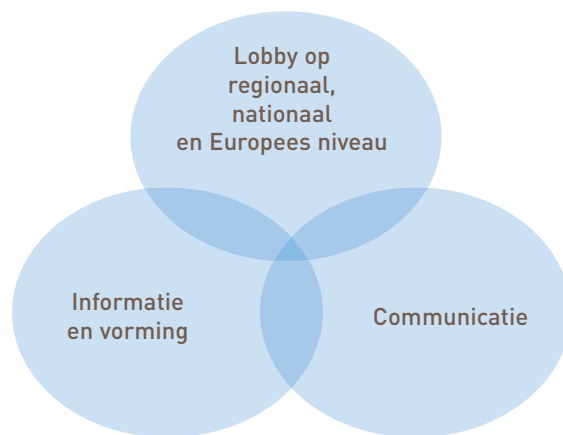 Lobby op
regionaal,
nationaal
en Europees niveau
Informatie
en vorming
Communicatie